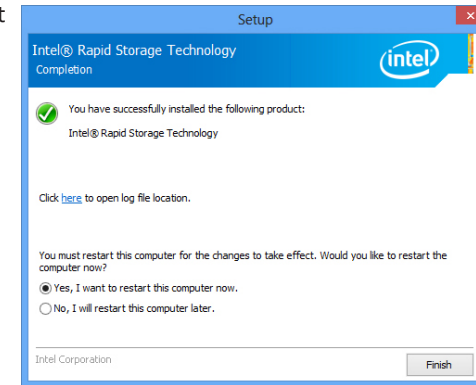 Setup
Intel® Rapid Storage Technology
Completion
intel
You have successfully installed the following product:
Intel® Rapid Storage Technology
Click here to open log file location.
You must restart this computer for the changes to take effect. Would you like to restart the
computer now?
Yes, I want to restart this computer now.
No, I will restart this computer later.
Intel Corporation
Finish